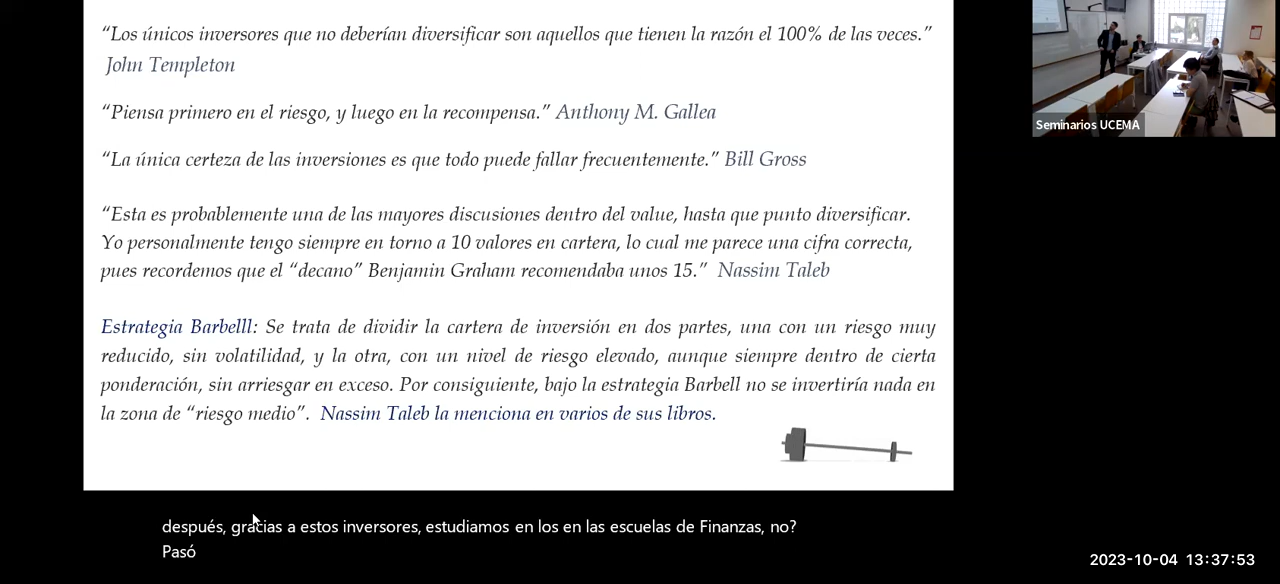 “Los únicos inversores que no deberían diversificar son aquellos que tienen la razón el 100% de las veces.”
John Templeton
“Piensa primero en el riesgo, y luego en la recompensa.” Anthony M. Gallea
“La única certeza de las inversiones es que todo puede fallar frecuentemente.” Bill Gross
“Esta es probablemente una de las mayores discusiones dentro del value, hasta que punto diversificar.
Yo personalmente tengo siempre en torno a 10 valores en cartera, lo cual me parece una cifra correcta,
pues recordemos que el “decano” Benjamin Graham recomendaba unos 15.” Nassim Taleb
Estrategia Barbelll: Se trata de dividir la cartera de inversión en dos partes, una con un riesgo muy
reducido, sin volatilidad, y la otra, con un nivel de riesgo elevado, aunque siempre dentro de cierta
ponderación, sin arriesgar en exceso. Por consiguiente, bajo la estrategia Barbell no se invertiría nada en
la zona de “riesgo medio”. Nassim Taleb la menciona en varios de sus libros.
Seminarios UCEMA
después, gracias a estos inversores, estudiamos en los en las escuelas de Finanzas, no?
Pasó
2023-10-04 13:37:53